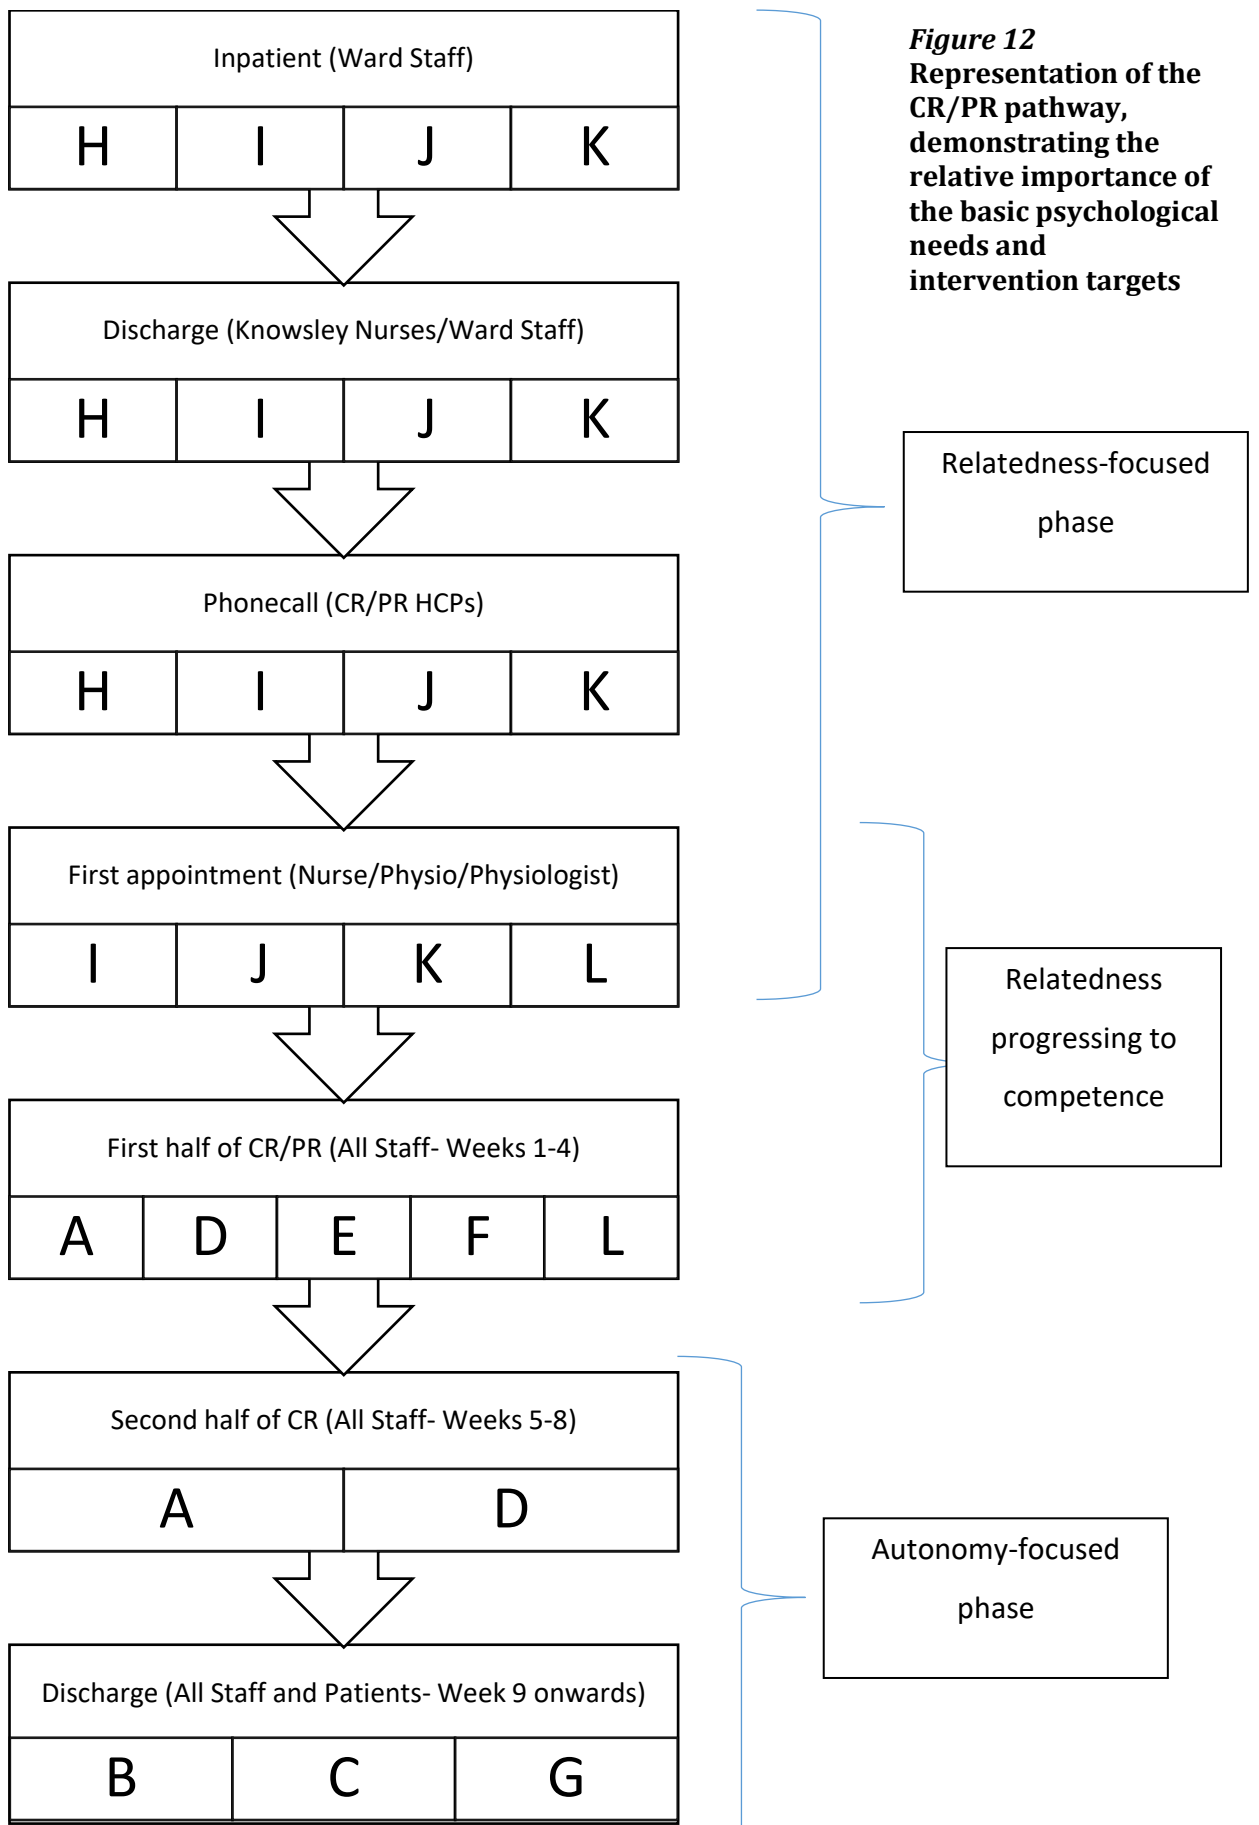 Figure 12
Representation of the
CR/PR pathway,
demonstrating the
relative importance of
the basic psychological
needs and
intervention targets
Inpatient (Ward Staff)
H I J K
Discharge (Knowsley Nurses/Ward Staff)
H I J K
Relatedness-focused
phase
Phonecall (CR/PR HCPs)
H I J K
First appointment (Nurse/Physio/Physiologist)
I J K L
Relatedness
progressing to
competence
First half of CR/PR (All Staff- Weeks 1-4)
A D E F L
Second half of CR (All Staff- Weeks 5-8)
A D
Autonomy-focused
phase
Discharge (All Staff and Patients- Week 9 onwards)
B C G